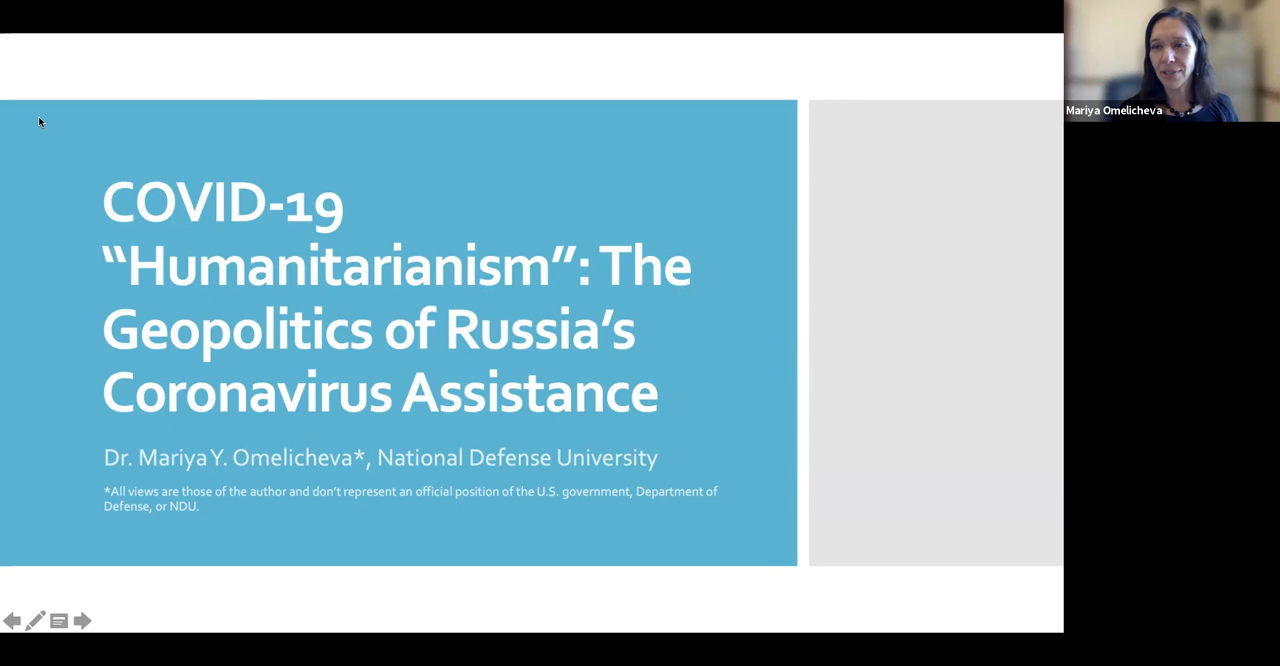 COVID-19
“Humanitarianism”: The
Geopolitics of Russia’s
Coronavirus Assistance
Dr. Mariya Y. Omelicheva*, National Defense University
*All views are those of the author and don’t represent an official position of the U.S. government, Department of
Defense, or NDU.
Mariya Omelicheva